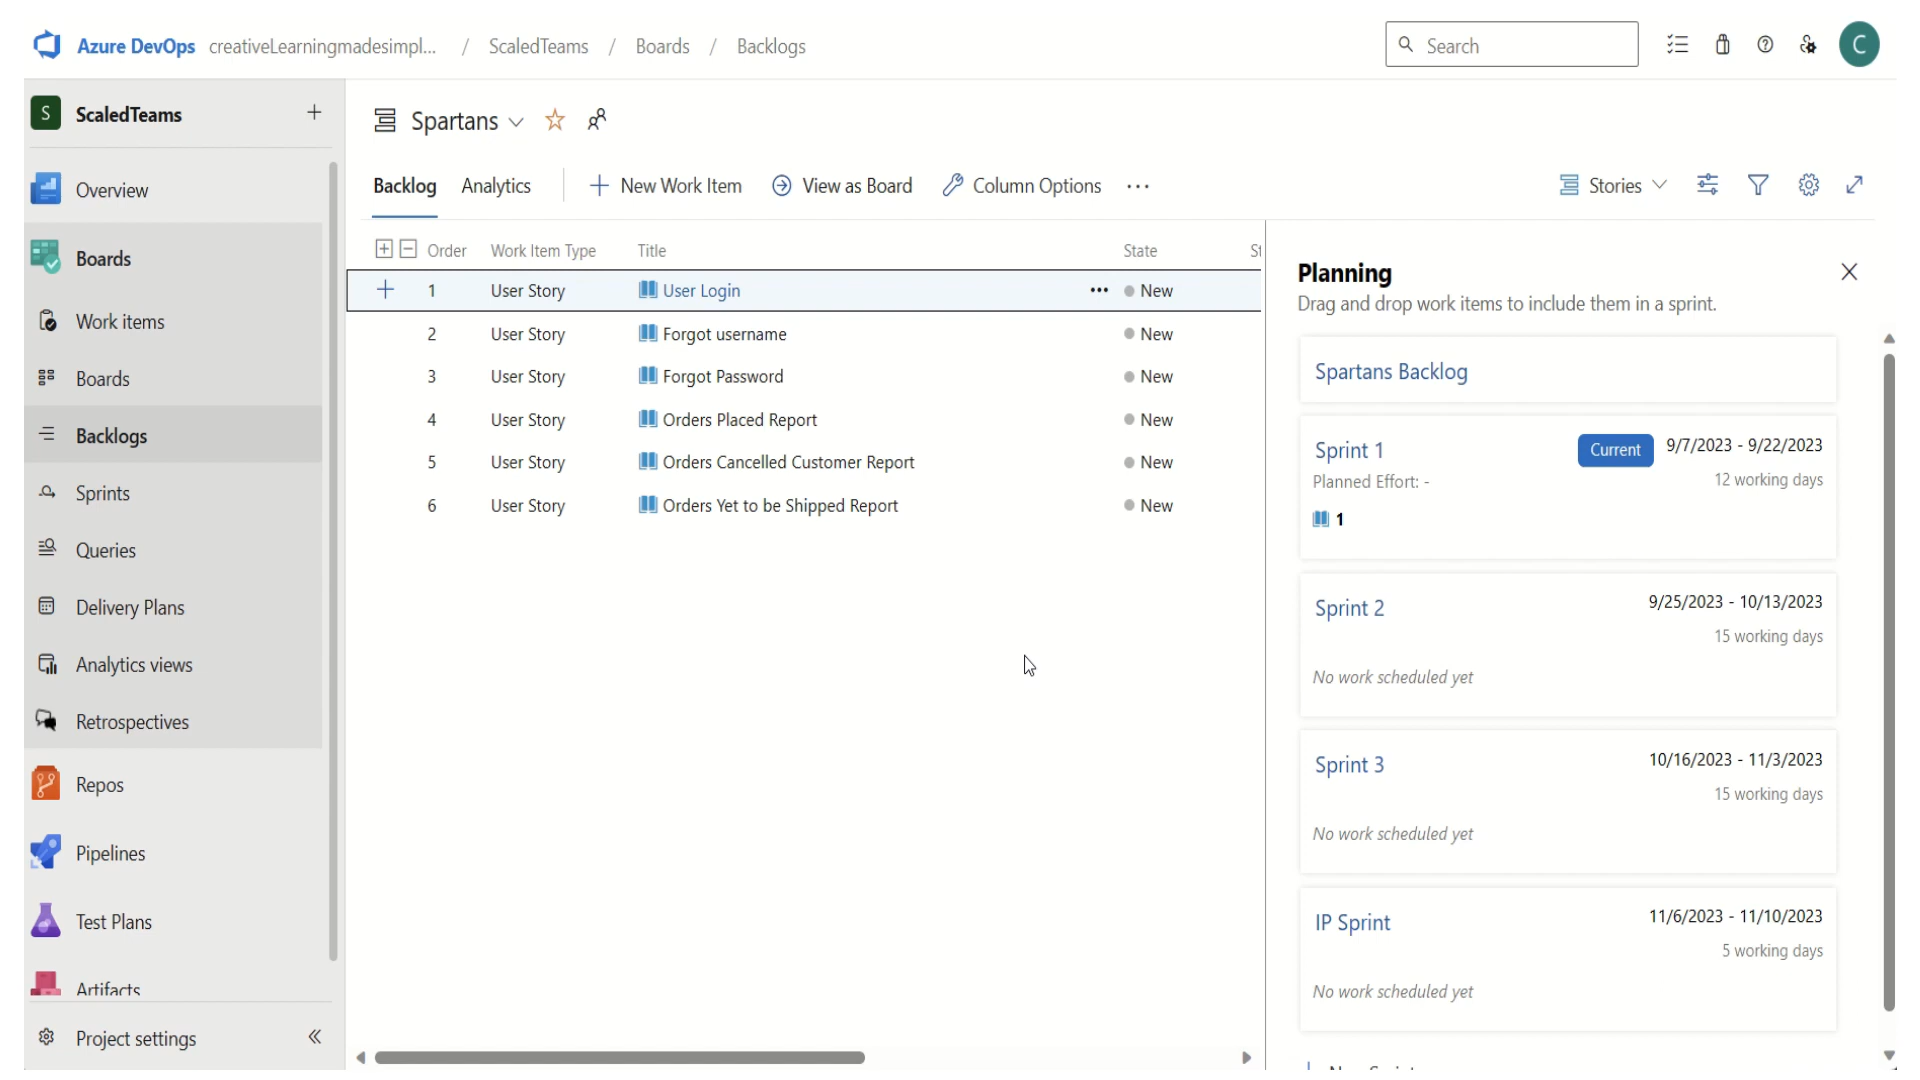 Azure DevOps creativeLearningmadesimpl... / ScaledTeams / Boards / Backlogs
Search
C
S ScaledTeams
Overview
Boards
Work items
Boards
Backlogs
Sprints
Queries
Delivery Plans
Analytics views
Retrospectives
Repos
Pipelines
Test Plans
Artifacts
Project settings
Spartans
Backlog Analytics New Work Item View as Board Column Options ...
Stories
Order Work Item Type Title State St
1 User Story User Login ... New
2 User Story Forgot username New
3 User Story Forgot Password New
4 User Story Orders Placed Report New
5 User Story Orders Cancelled Customer Report New
6 User Story Orders Yet to be Shipped Report New
Planning
Drag and drop work items to include them in a sprint.
Spartans Backlog
Sprint 1 Current 9/7/2023 - 9/22/2023
Planned Effort: - 12 working days
1
Sprint 2 9/25/2023 - 10/13/2023
15 working days
No work scheduled yet
Sprint 3 10/16/2023 - 11/3/2023
15 working days
No work scheduled yet
IP Sprint 11/6/2023 - 11/10/2023
5 working days
No work scheduled yet